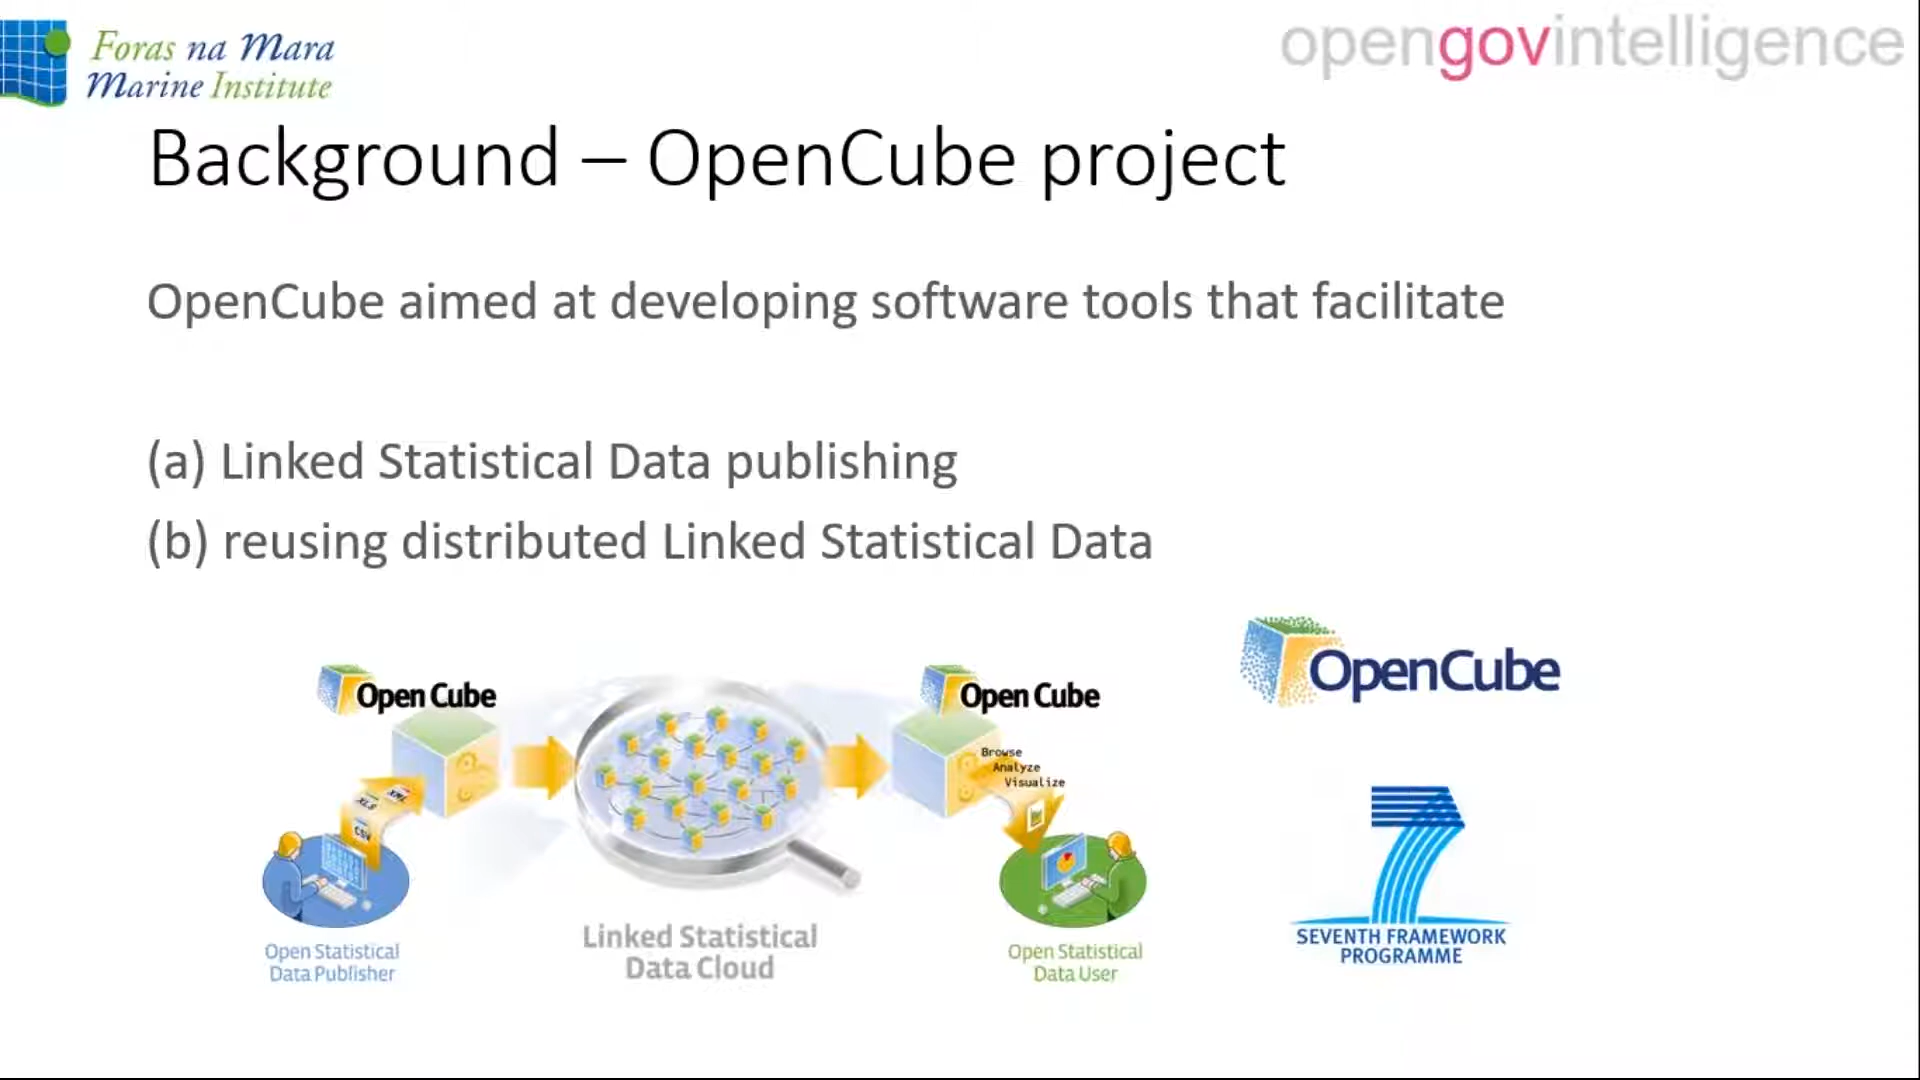 Foras na Mara
Marine Institute
opengovintelligence
Background – OpenCube project
OpenCube aimed at developing software tools that facilitate
(a) Linked Statistical Data publishing
(b) reusing distributed Linked Statistical Data
Open Cube
XML
XLS
CSV
Open Statistical
Data Publisher
Linked Statistical
Data Cloud
Open Cube
Browse
Analyze
Visualize
Open Statistical
Data User
OpenCube
7
SEVENTH FRAMEWORK
PROGRAMME